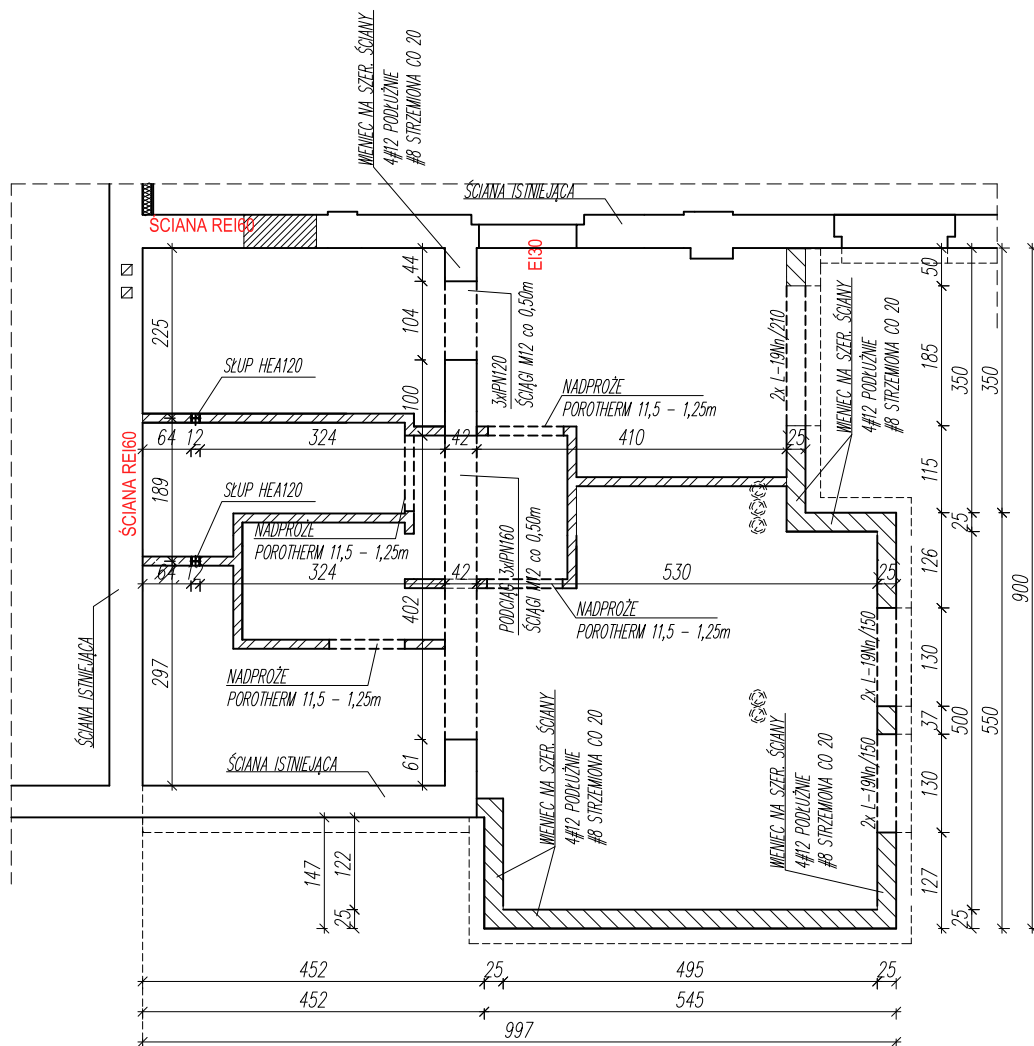 WIENIEC NA SZER. ŚCIANY
4#12 PODŁUŻNIE
#8 STRZEMIONA CO 20
ŚCIANA ISTNIEJĄCA
ŚCIANA REI60
EI30
44
50
225
104
3xIPN120
ŚCIĄGI M12 co 0,50m
2x L-19Nn/210
WIENIEC NA SZER. ŚCIANY
4#12 PODŁUŻNIE
#8 STRZEMIONA CO 20
185
350
350
SŁUP HEA120
100
NADPROŻE
POROTHERM 11,5 - 1,25m
64
12
324
42
410
25
115
ŚCIANA REI60
189
SŁUP HEA120
NADPROŻE
POROTHERM 11,5 - 1,25m
PODCIĄG 3xIPN160
ŚCIĄGI M12 co 0,50m
25
126
64
12
324
42
530
25
900
402
NADPROŻE
POROTHERM 11,5 - 1,25m
ŚCIANA ISTNIEJĄCA
297
NADPROŻE
POROTHERM 11,5 - 1,25m
2x L-19Nn/150
130
37
500
550
ŚCIANA ISTNIEJĄCA
61
WIENIEC NA SZER. ŚCIANY
4#12 PODŁUŻNIE
#8 STRZEMIONA CO 20
WIENIEC NA SZER. ŚCIANY
4#12 PODŁUŻNIE
#8 STRZEMIONA CO 20
2x L-19Nn/150
130
147
122
25
127
25
452
25
495
25
452
545
997